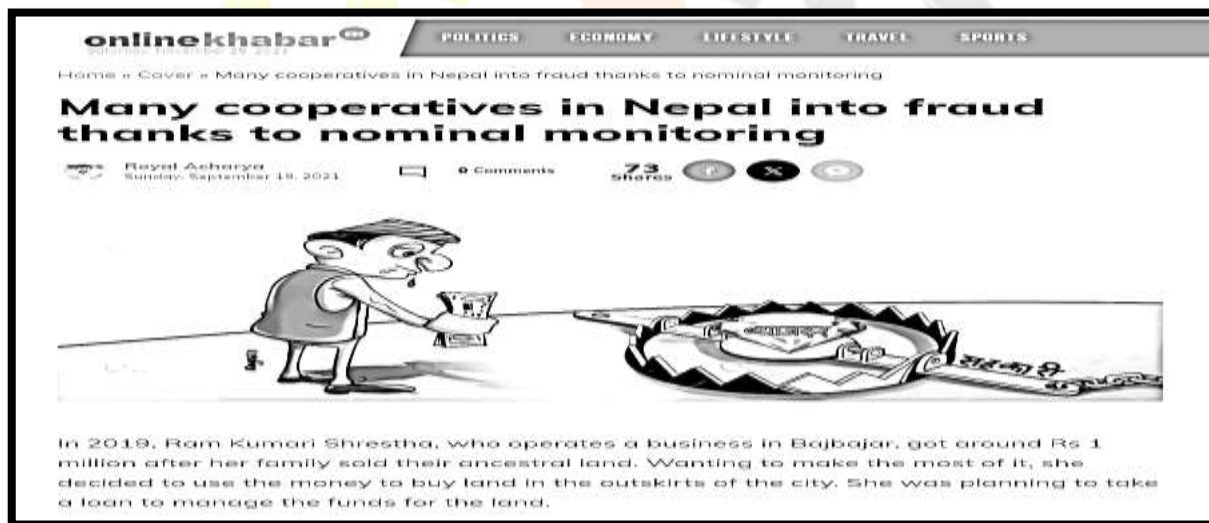 onlinekhabar
POLITICS ECONOMY LIFESTYLE TRAVEL SPORTS
Home » Cover » Many cooperatives in Nepal into fraud thanks to nominal monitoring
Many cooperatives in Nepal into fraud
thanks to nominal monitoring
Rayal Acharya
Sunday, September 19, 2021
0 Comments
73
Shares
सहकारी
In 2019, Ram Kumari Shrestha, who operates a business in Bajbajar, got around Rs 1
million after her family sold their ancestral land. Wanting to make the most of it, she
decided to use the money to buy land in the outskirts of the city. She was planning to take
a loan to manage the funds for the land.